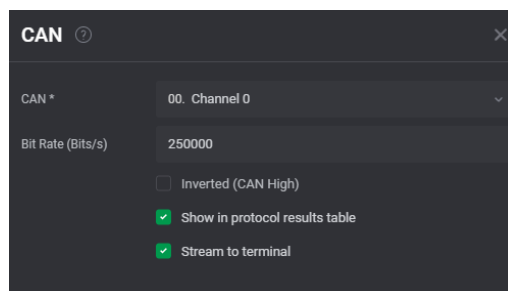 CAN ?
CAN * 00. Channel 0
Bit Rate (Bits/s) 250000
Inverted (CAN High)
Show in protocol results table
Stream to terminal